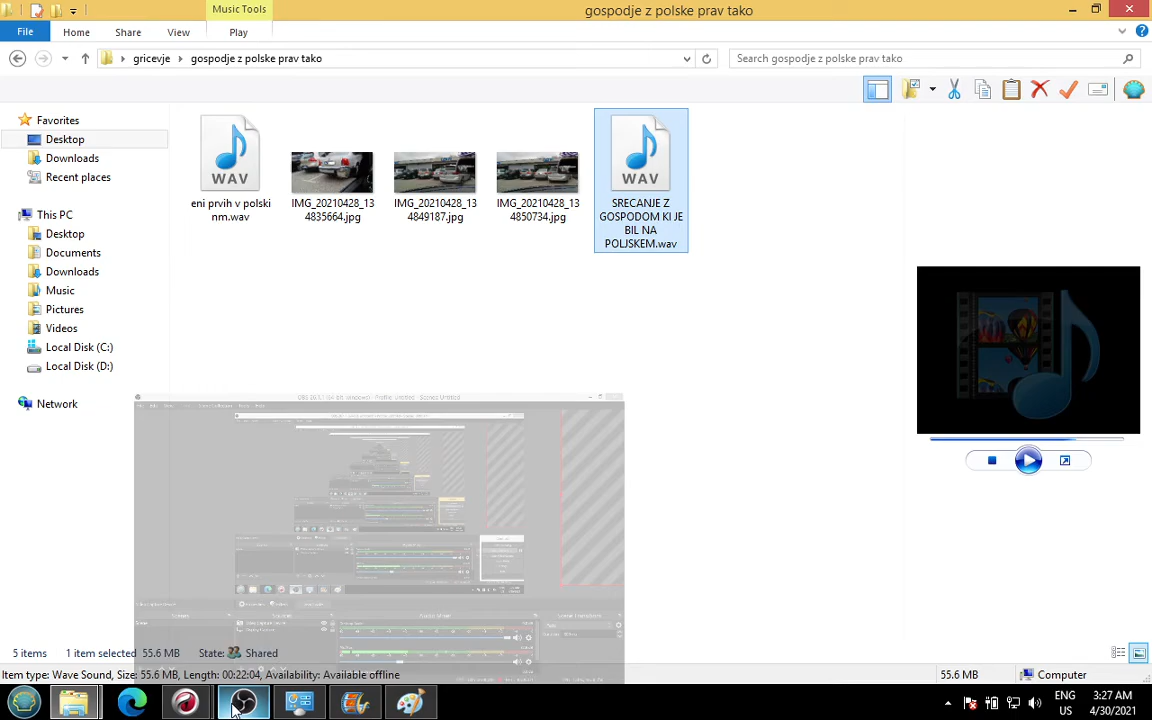 Music Tools
gospodje z polske prav tako
File
Home
Share
View
Play
gricevje
gospodje z polske prav tako
Search gospodje z polske prav tako
Favorites
Desktop
Downloads
Recent places
This PC
Desktop
Documents
Downloads
Music
Pictures
Videos
Local Disk (C:)
Local Disk (D:)
Network
WAV
eni prvih v polski
nm.wav
IMG_20210428_13
4835664.jpg
IMG_20210428_13
4849187.jpg
IMG_20210428_13
4850734.jpg
WAV
SRECANJE Z
GOSPODOM KI JE
BIL NA
POLJSKEM.wav
5 items
1 item selected 55.6 MB
State:
Shared
Item type: Wave Sound, Size: 55.6 MB, Length: 00:22:04, Availability: Available offline
55.6 MB
Computer
ENG
US
3:27 AM
4/30/2021